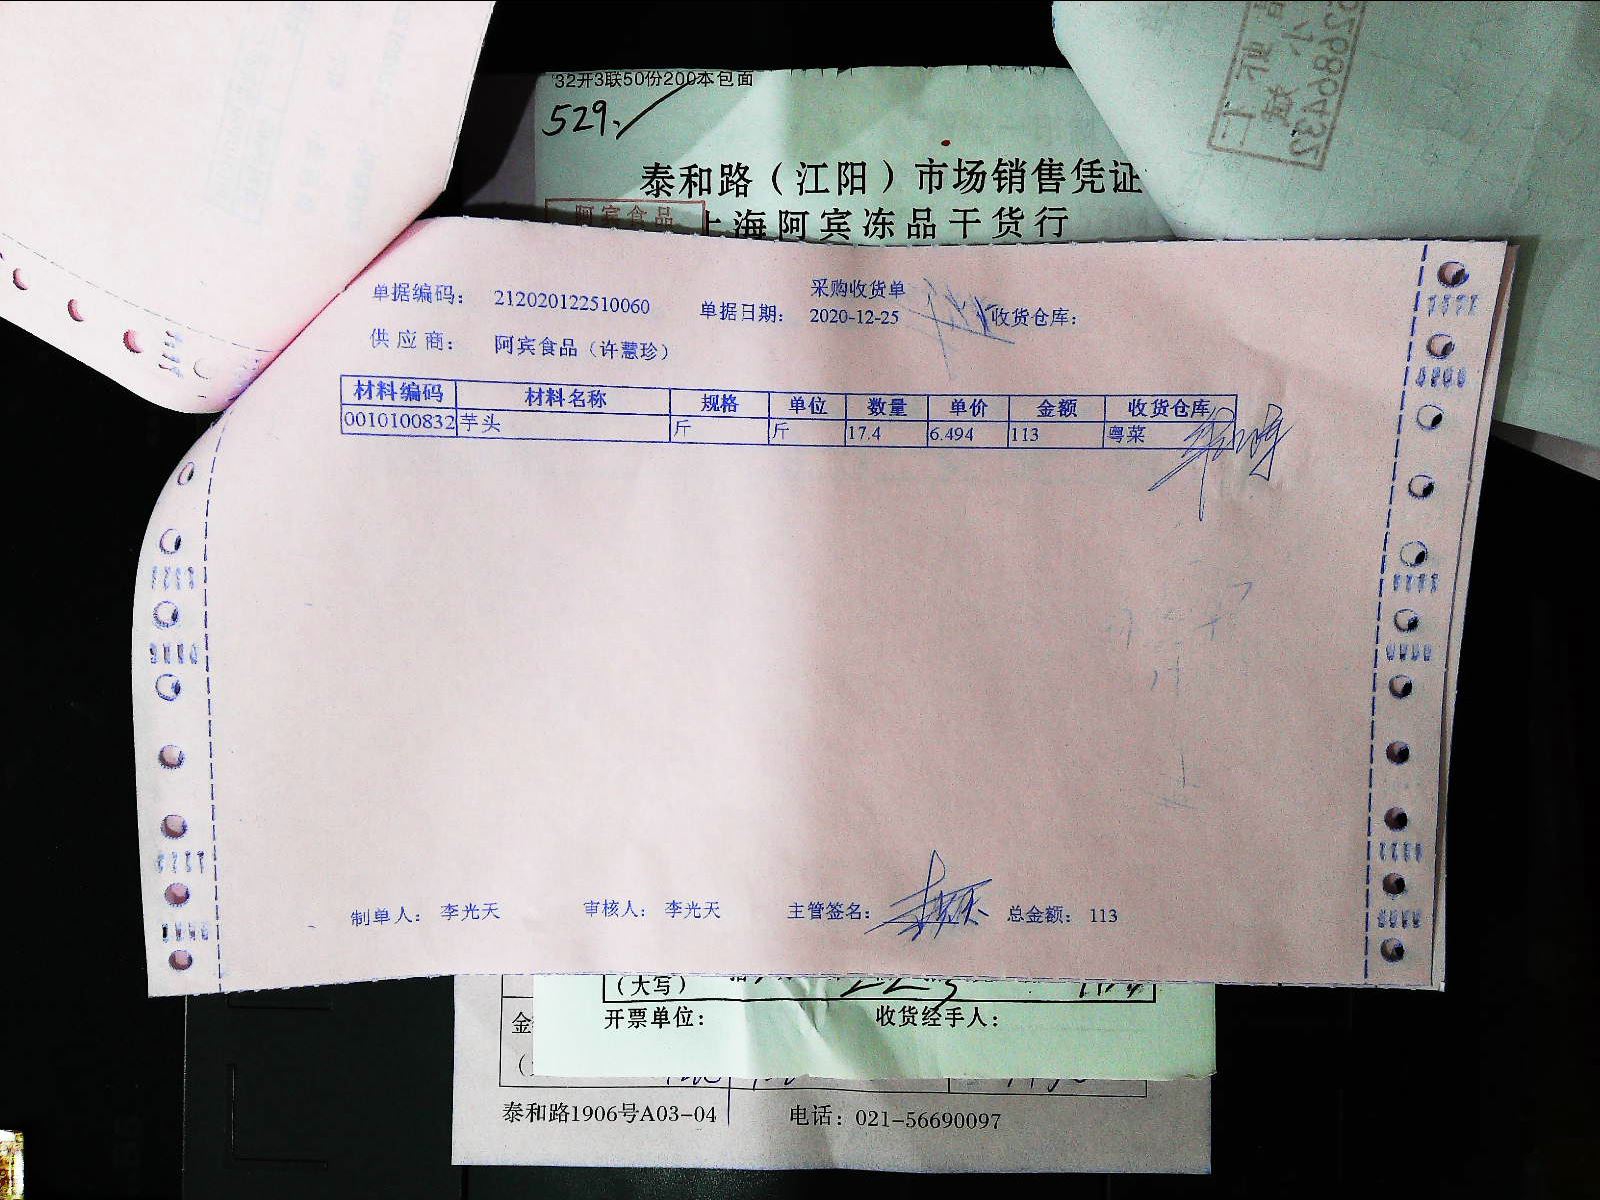 32开3联50份200本包面
529.
泰和路（江阳）市场销售凭证
阿宾食品
上海阿宾冻品干货行
采购收货单
单据编码： 212020122510060 单据日期： 2020-12-25 收货仓库：
供应商： 阿宾食品（许慧珍）
材料编码 材料名称 规格 单位 数量 单价 金额 收货仓库
0010100832 芋头 斤 斤 17.4 6.494 113 粤菜
制单人： 李光天 审核人： 李光天 主管签名： 总金额： 113
（大写）
开票单位： 收货经手人：
金
泰和路1906号A03-04 电话：021-56690097